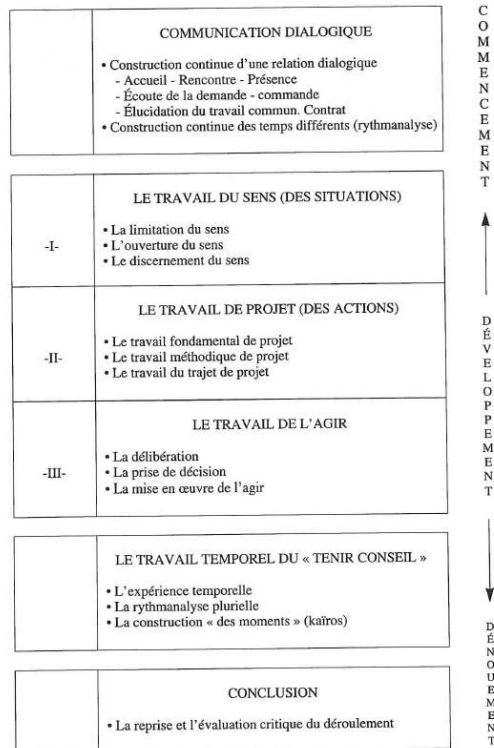 COMMUNICATION DIALOGIQUE
• Construction continue d'une relation dialogique
- Accueil - Rencontre - Présence
- Écoute de la demande - commande
- Élucidation du travail commun. Contrat
• Construction continue des temps différents (rythmanalyse)
COMMENCEMENT
LE TRAVAIL DU SENS (DES SITUATIONS)
-I-
• La limitation du sens
• L'ouverture du sens
• Le discernement du sens
LE TRAVAIL DE PROJET (DES ACTIONS)
-II-
• Le travail fondamental de projet
• Le travail méthodique de projet
• Le travail du trajet de projet
LE TRAVAIL DE L'AGIR
-III-
• La délibération
• La prise de décision
• La mise en œuvre de l'agir
DÉVELOPPEMENT
LE TRAVAIL TEMPOREL DU « TENIR CONSEIL »
• L'expérience temporelle
• La rythmanalyse plurielle
• La construction « des moments » (kaïros)
CONCLUSION
• La reprise et l'évaluation critique du déroulement
DÉNOUEMENT